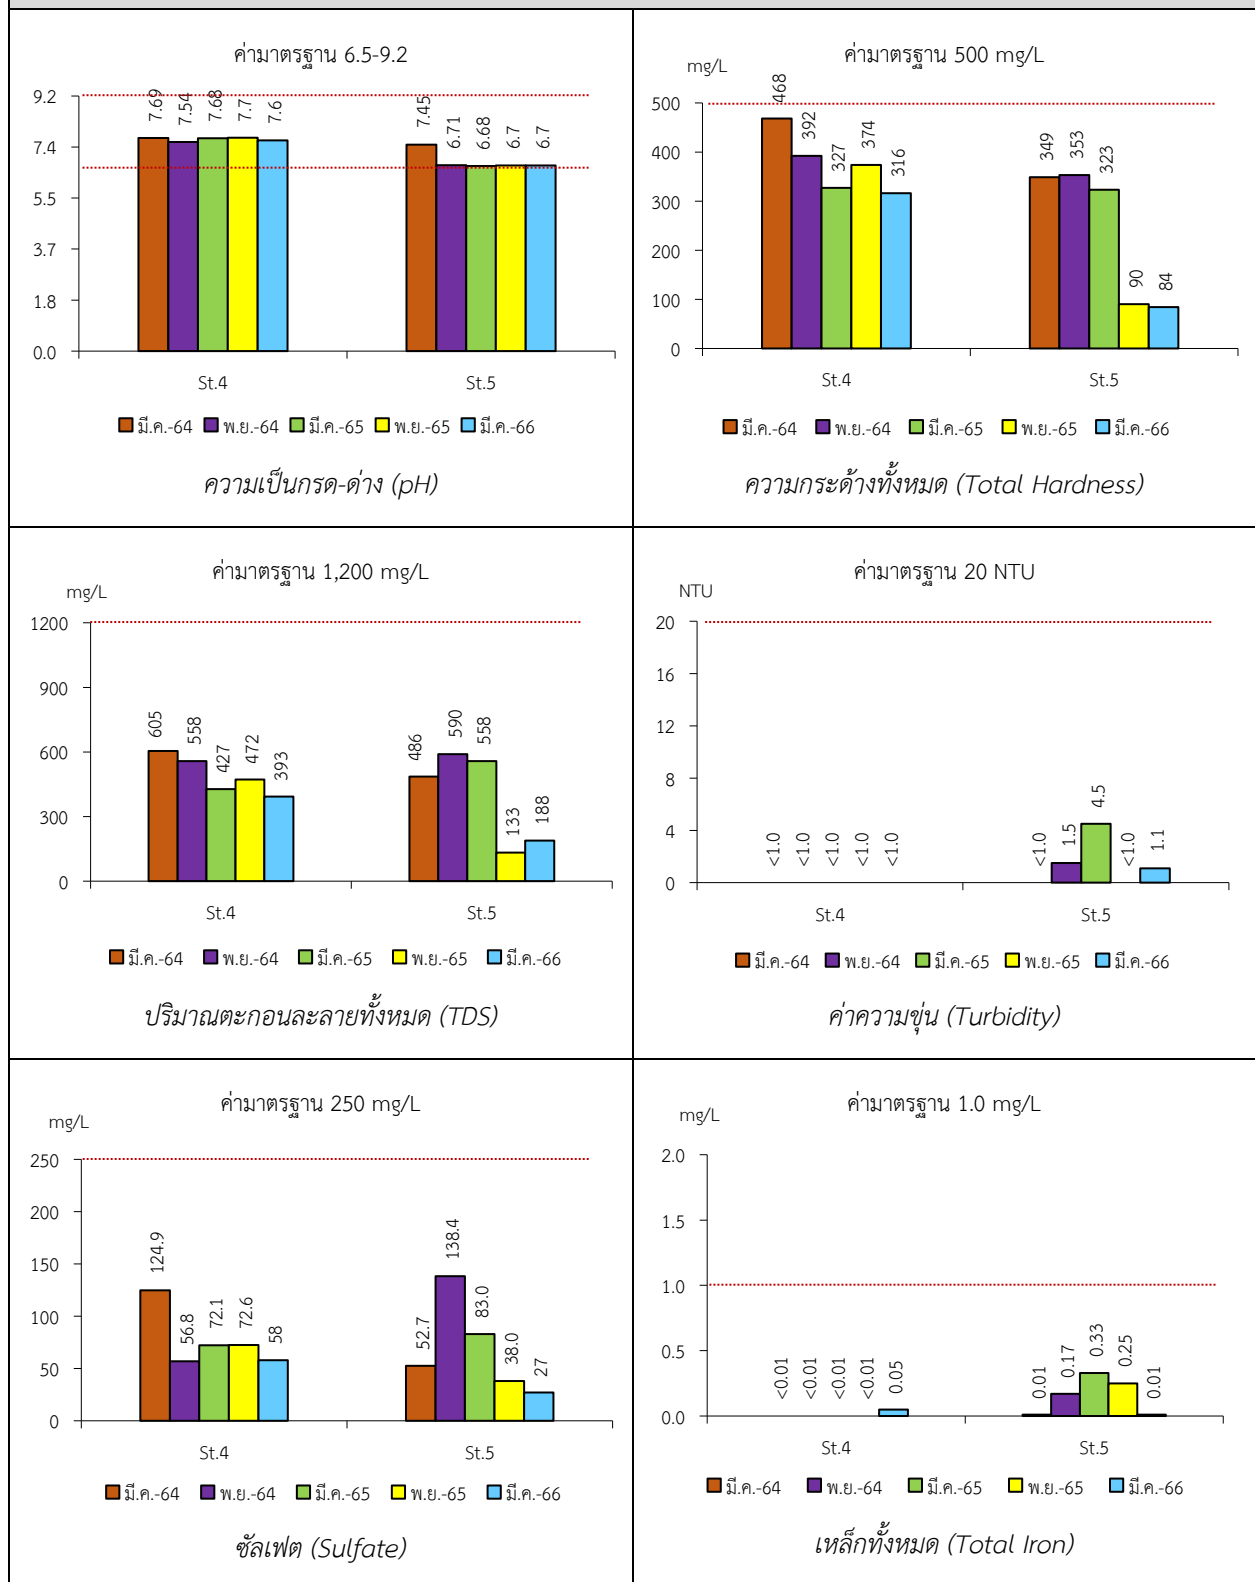 ค่ามาตรฐาน 6.5-9.2
9.2
7.4
5.5
3.7
1.8
0.0
7.69
7.54
7.68
7.7
7.6
7.45
6.71
6.68
6.7
6.7
St.4
St.5
มี.ค.-64 พ.ย.-64 มี.ค.-65 พ.ย.-65 มี.ค.-66
ความเป็นกรด-ด่าง (pH)
ค่ามาตรฐาน 500 mg/L
mg/L
500
400
300
200
100
0
468
392
327
374
316
349
353
323
90
84
St.4
St.5
มี.ค.-64 พ.ย.-64 มี.ค.-65 พ.ย.-65 มี.ค.-66
ความกระด้างทั้งหมด (Total Hardness)
ค่ามาตรฐาน 1,200 mg/L
mg/L
1200
900
600
300
0
605
558
427
472
393
486
590
558
133
188
St.4
St.5
มี.ค.-64 พ.ย.-64 มี.ค.-65 พ.ย.-65 มี.ค.-66
ปริมาณตะกอนละลายทั้งหมด (TDS)
ค่ามาตรฐาน 20 NTU
NTU
20
16
12
8
4
0
<1.0
<1.0
<1.0
<1.0
<1.0
<1.0
1.5
4.5
<1.0
1.1
St.4
St.5
มี.ค.-64 พ.ย.-64 มี.ค.-65 พ.ย.-65 มี.ค.-66
ค่าความขุ่น (Turbidity)
ค่ามาตรฐาน 250 mg/L
mg/L
250
200
150
100
50
0
124.9
56.8
72.1
72.6
58
52.7
138.4
83.0
38.0
27
St.4
St.5
มี.ค.-64 พ.ย.-64 มี.ค.-65 พ.ย.-65 มี.ค.-66
ซัลเฟต (Sulfate)
ค่ามาตรฐาน 1.0 mg/L
mg/L
2.0
1.5
1.0
0.5
0.0
<0.01
<0.01
<0.01
<0.01
0.05
0.01
0.17
0.33
0.25
0.01
St.4
St.5
มี.ค.-64 พ.ย.-64 มี.ค.-65 พ.ย.-65 มี.ค.-66
เหล็กทั้งหมด (Total Iron)